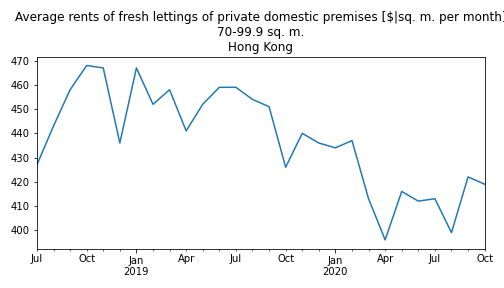 Average rents of fresh lettings of private domestic premises [$|sq. m. per month]
70-99.9 sq. m.
Hong Kong
470
460
450
440
430
420
410
400
Jul Oct Jan Apr Jul Oct Jan Apr Jul Oct
2019 2020